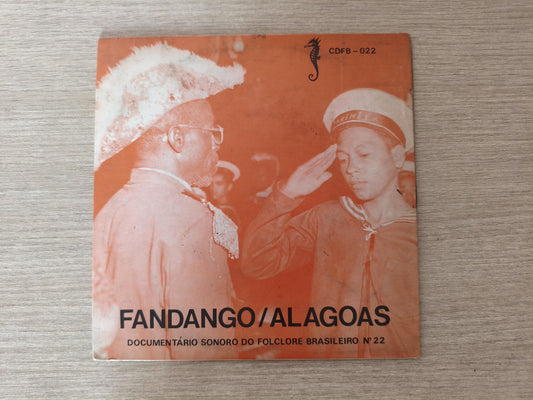 CDFB - 022
FANDANGO/ALAGOAS
DOCUMENTÁRIO SONORO DO FOLCLORE BRASILEIRO Nº 22